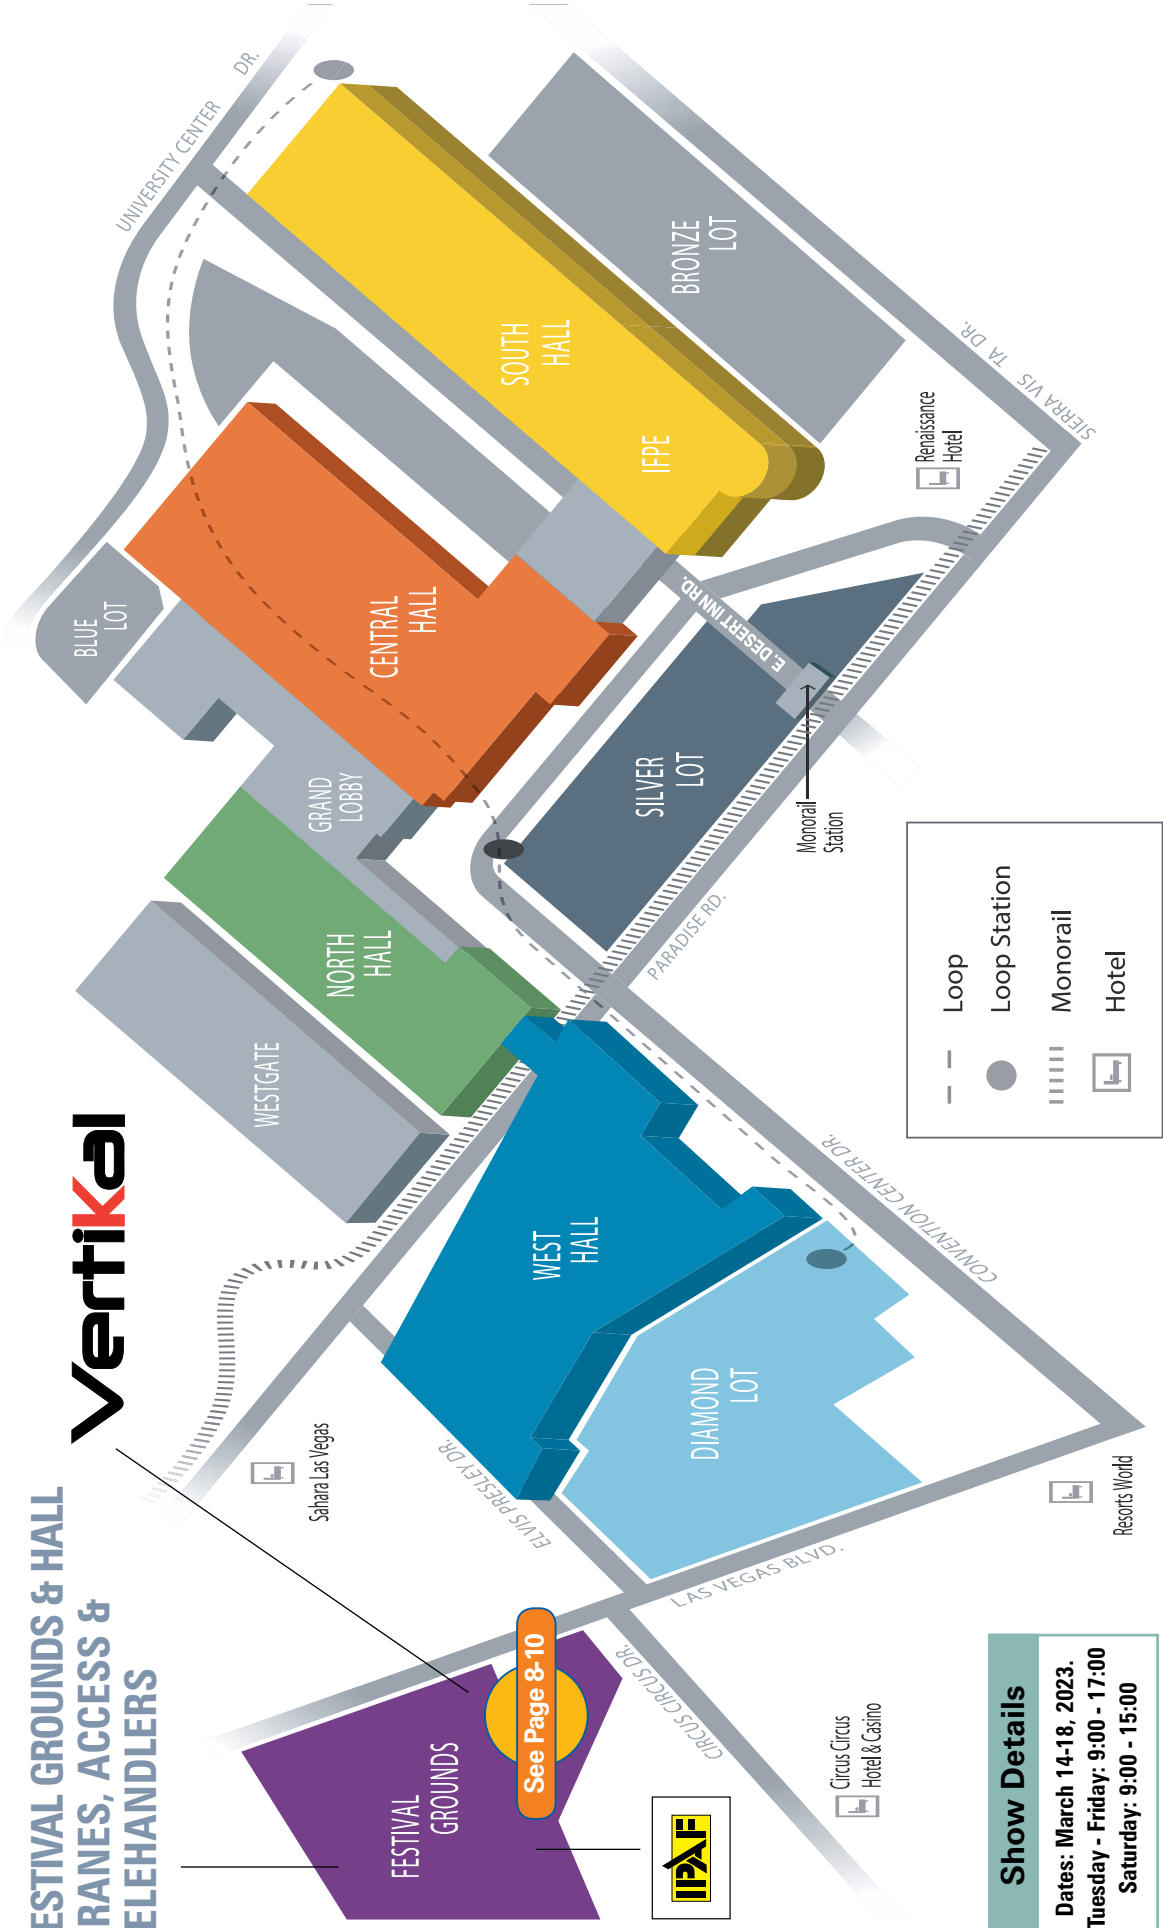 ESTIVAL GROUNDS & HALL
RANES, ACCESS &
ELEHANDLERS
Vertikal
FESTIVAL
GROUNDS
See Page 8-10
IPAF
Show Details
Dates: March 14-18, 2023.
Tuesday - Friday: 9:00 - 17:00
Saturday: 9:00 - 15:00
Circus Circus
Hotel & Casino
CIRCUS CIRCUS DR.
LAS VEGAS BLVD.
Resorts World
ELVIS PRESLEY DR.
Sahara Las Vegas
DIAMOND
LOT
WEST
HALL
CONVENTION CENTER DR.
WESTGATE
NORTH
HALL
GRAND
LOBBY
PARADISE RD.
Loop
Loop Station
Monorail
Hotel
Monorail
Station
SILVER
LOT
E. DESERT INN RD.
BLUE
LOT
CENTRAL
HALL
Renaissance
Hotel
IFPE
SOUTH
HALL
BRONZE
LOT
SIERRA VIS TA DR.
UNIVERSITY CENTER DR.